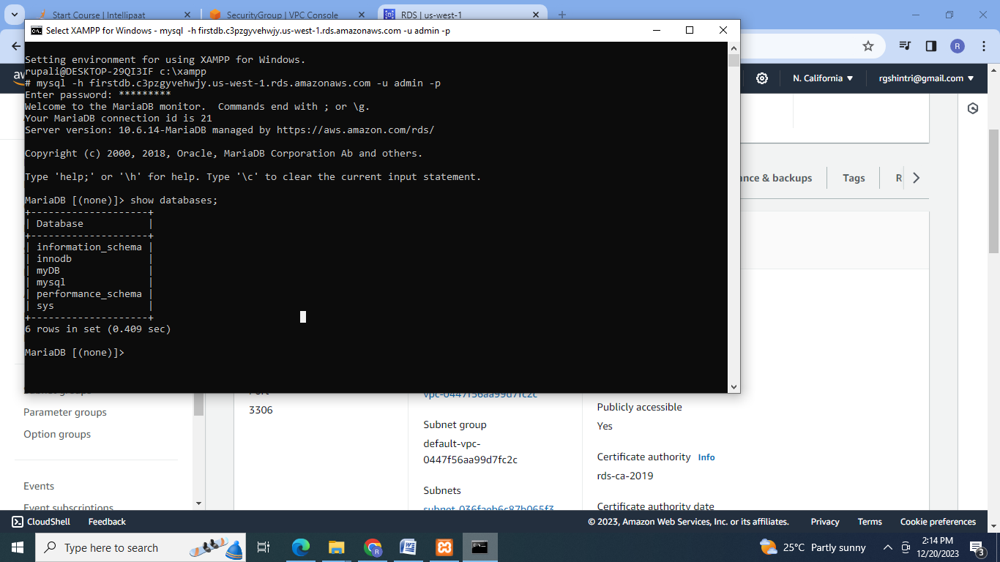 Start Course | Intellipaat
SecurityGroup | VPC Console
RDS | us-west-1
Select XAMPP for Windows - mysql -h firstdb.c3pzgyvehwjy.us-west-1.rds.amazonaws.com -u admin -p
Setting environment for using XAMPP for Windows.
rupali@DESKTOP-29QI3IF c:\xampp
# mysql -h firstdb.c3pzgyvehwjy.us-west-1.rds.amazonaws.com -u admin -p
Enter password: *********
Welcome to the MariaDB monitor.  Commands end with ; or \g.
Your MariaDB connection id is 21
Server version: 10.6.14-MariaDB managed by https://aws.amazon.com/rds/
Copyright (c) 2000, 2018, Oracle, MariaDB Corporation Ab and others.
Type 'help;' or '\h' for help. Type '\c' to clear the current input statement.
MariaDB [(none)]> show databases;
+--------------------+
| Database           |
+--------------------+
| information_schema |
| innodb             |
| myDB               |
| mysql              |
| performance_schema |
| sys                |
+--------------------+
6 rows in set (0.409 sec)
MariaDB [(none)]>
R
N. California
rgshintri@gmail.com
& backups
Tags
R
Parameter groups
Option groups
Events
Event subscriptions
3306
vpc-0447f56aa99d7fc2c
Subnet group
default-vpc-
0447f56aa99d7fc2c
Subnets
Publicly accessible
Yes
Certificate authority Info
rds-ca-2019
Certificate authority date
CloudShell
Feedback
© 2023, Amazon Web Services, Inc. or its affiliates.
Privacy
Terms
Cookie preferences
Type here to search
25°C Partly sunny
2:14 PM
12/20/2023
3